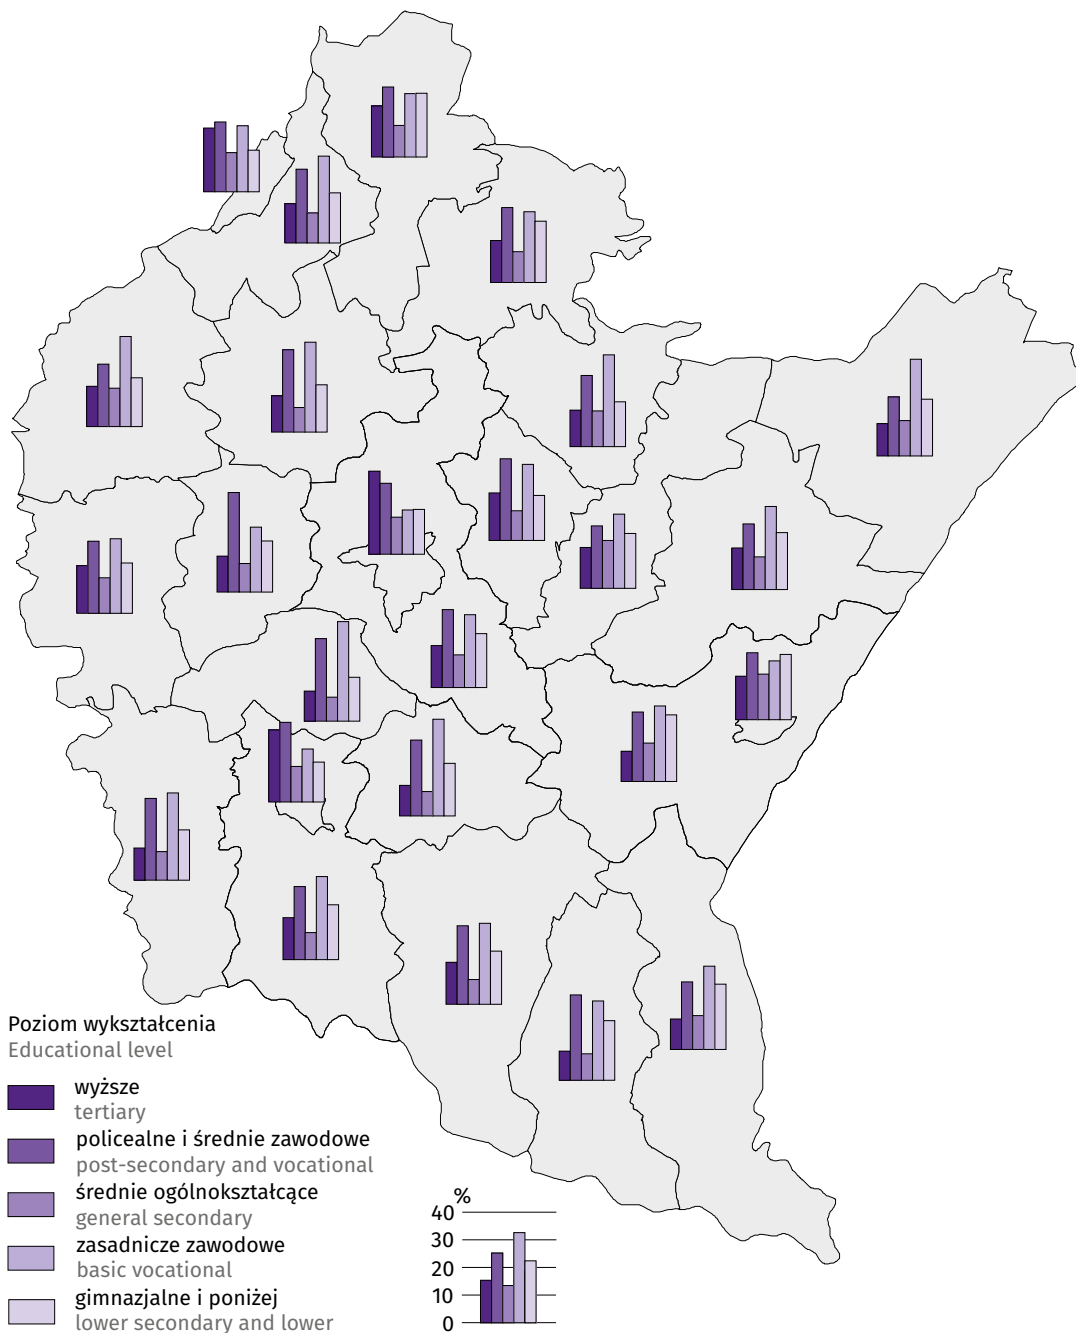 Poziom wykształcenia
Educational level
wyższe
tertiary
policealne i średnie zawodowe
post-secondary and vocational
średnie ogólnokształcące
general secondary
zasadnicze zawodowe
basic vocational
gimnazjalne i poniżej
lower secondary and lower
%
40
30
20
10
0